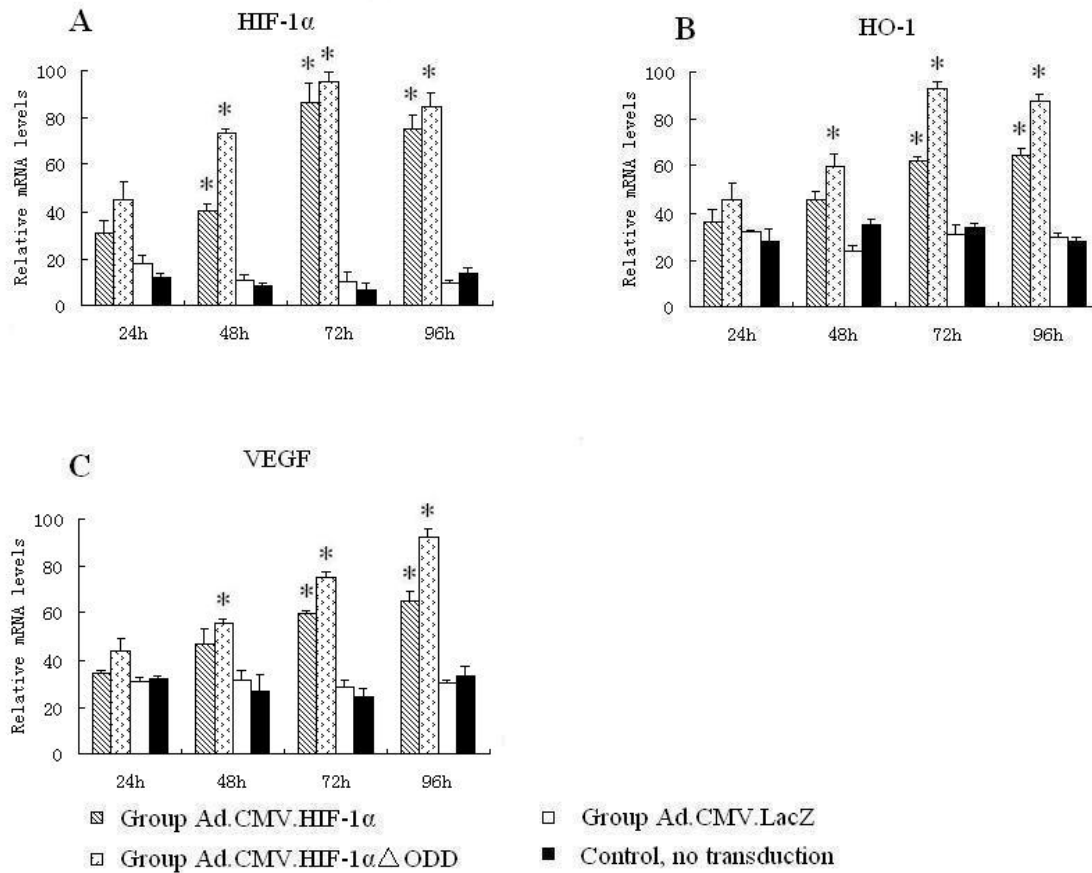 A
HIF-1α
Relative mRNA levels
100
80
60
40
20
0
* * * * * * *
24h 48h 72h 96h
B
HO-1
Relative mRNA levels
100
80
60
40
20
0
* * * * *
24h 48h 72h 96h
C
VEGF
Relative mRNA levels
100
80
60
40
20
0
* * * * *
24h 48h 72h 96h
Group Ad.CMV.HIF-1α
Group Ad.CMV.HIF-1α△ODD
Group Ad.CMV.LacZ
Control, no transduction